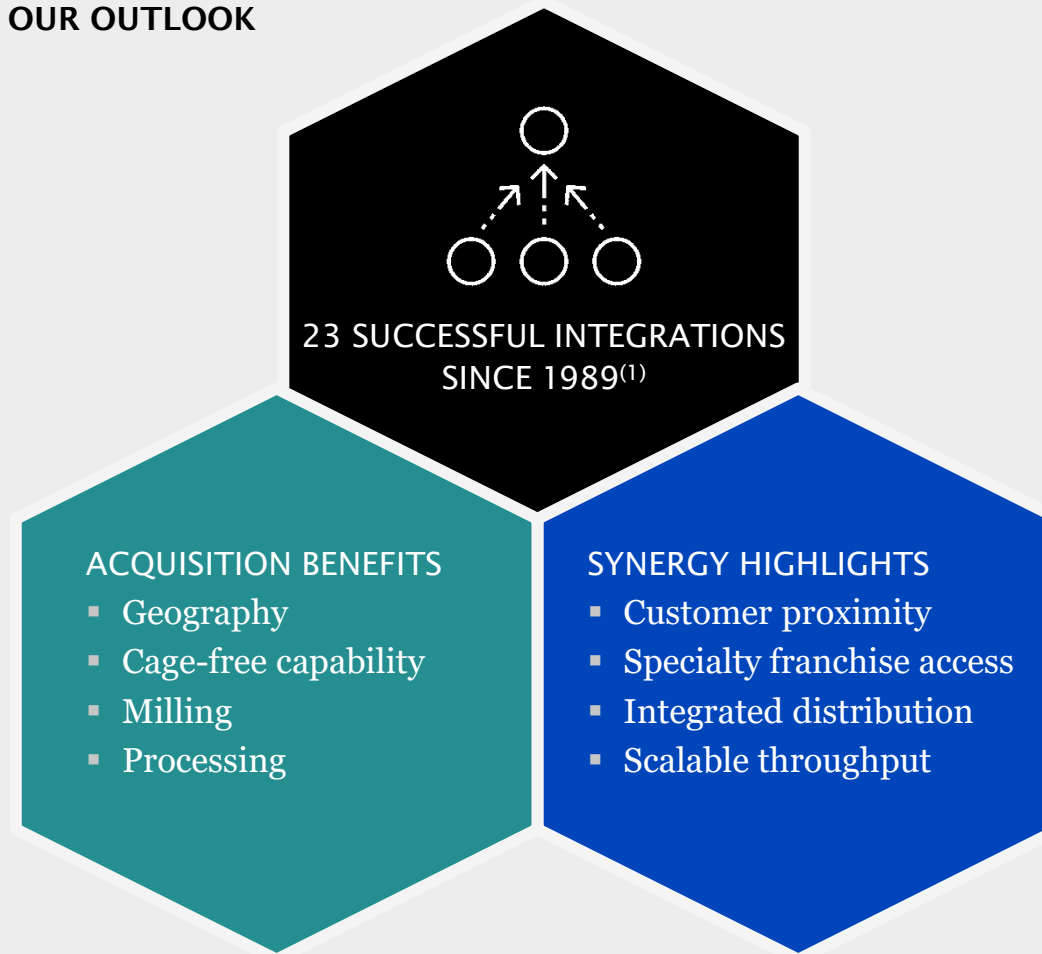 OUR OUTLOOK
23 SUCCESSFUL INTEGRATIONS
SINCE 1989(1)
ACQUISITION BENEFITS
▪ Geography
▪ Cage-free capability
▪ Milling
▪ Processing
SYNERGY HIGHLIGHTS
▪ Customer proximity
▪ Specialty franchise access
▪ Integrated distribution
▪ Scalable throughput